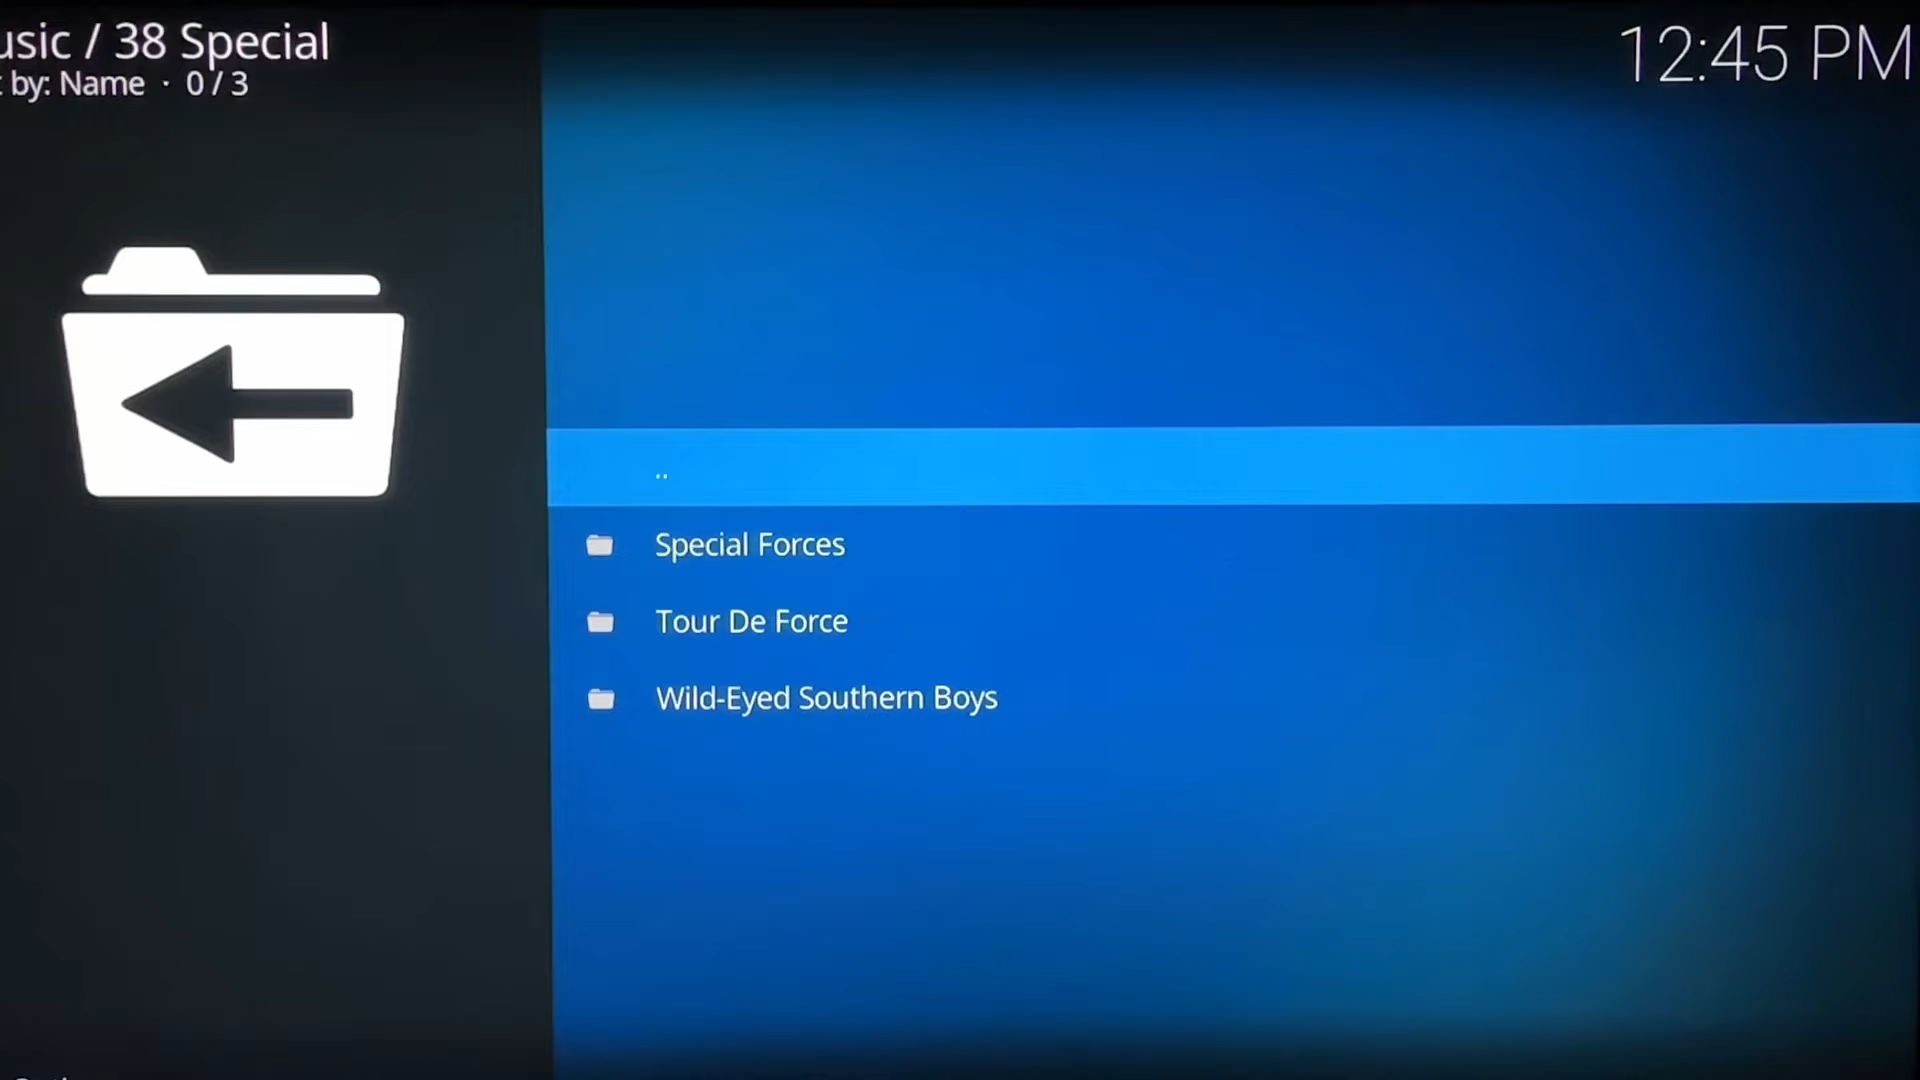 usic / 38 Special
by: Name · 0 / 3
12:45 PM
..
Special Forces
Tour De Force
Wild-Eyed Southern Boys